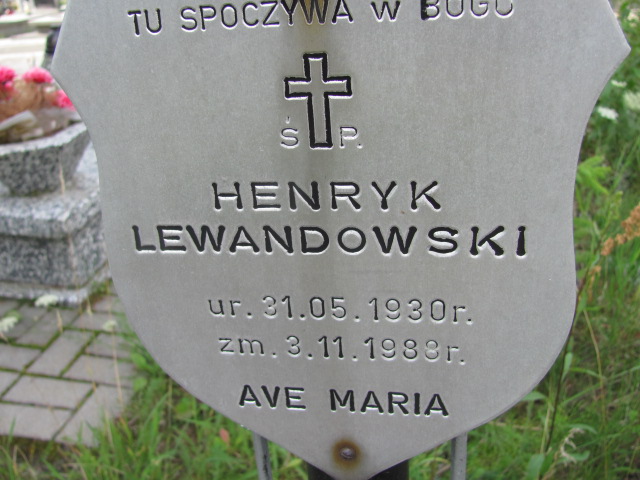 TU SPOCZYWA W BOGU
Ś P.
HENRYK
LEWANDOWSKI
ur. 31.05.1930r.
zm. 3.11.1988r.
AVE MARIA